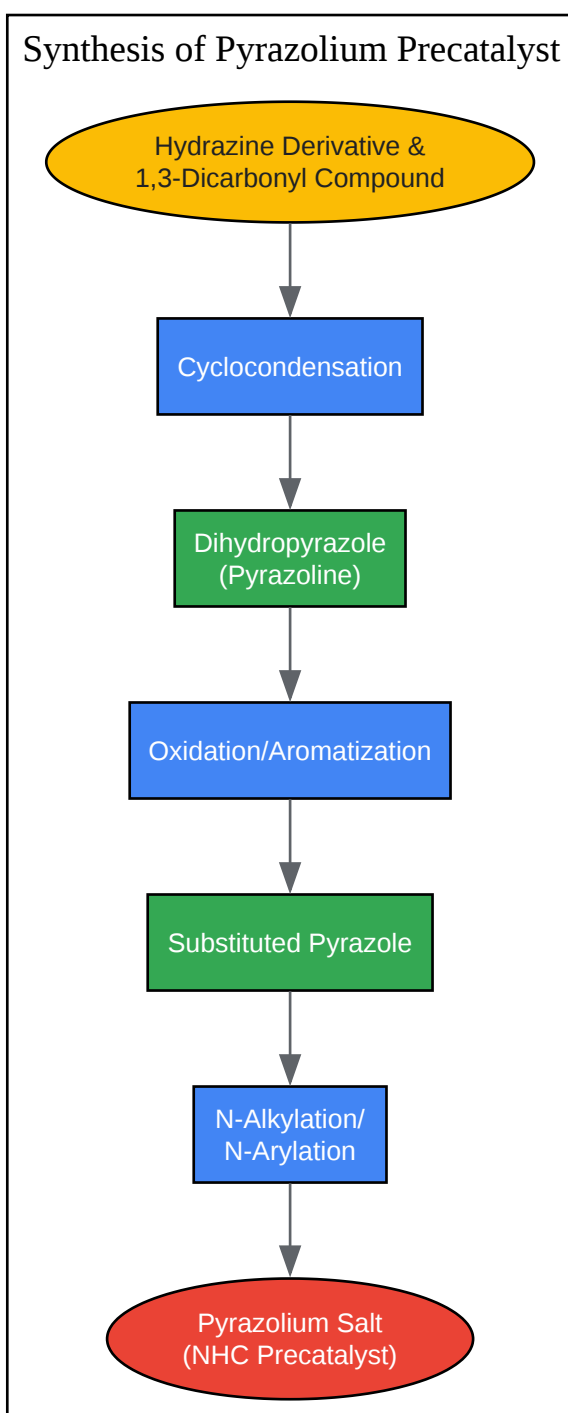 Synthesis of Pyrazolium Precatalyst
Hydrazine Derivative &
1,3-Dicarbonyl Compound
Cyclocondensation
Dihydropyrazole
(Pyrazoline)
Oxidation/Aromatization
Substituted Pyrazole
N-Alkylation/
N-Arylation
Pyrazolium Salt
(NHC Precatalyst)